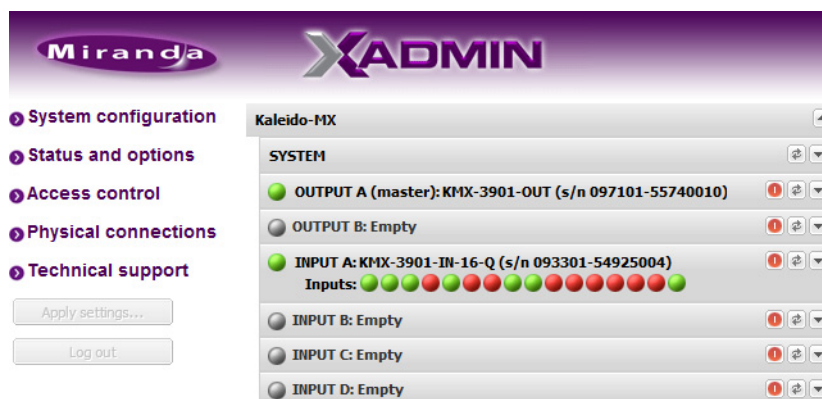 Miranda
XADMIN
System configuration
Status and options
Access control
Physical connections
Technical support
Apply settings...
Log out
Kaleido-MX
SYSTEM
OUTPUT A (master): KMX-3901-OUT (s/n 097101-55740010)
OUTPUT B: Empty
INPUT A: KMX-3901-IN-16-Q (s/n 093301-54925004)
Inputs:
INPUT B: Empty
INPUT C: Empty
INPUT D: Empty